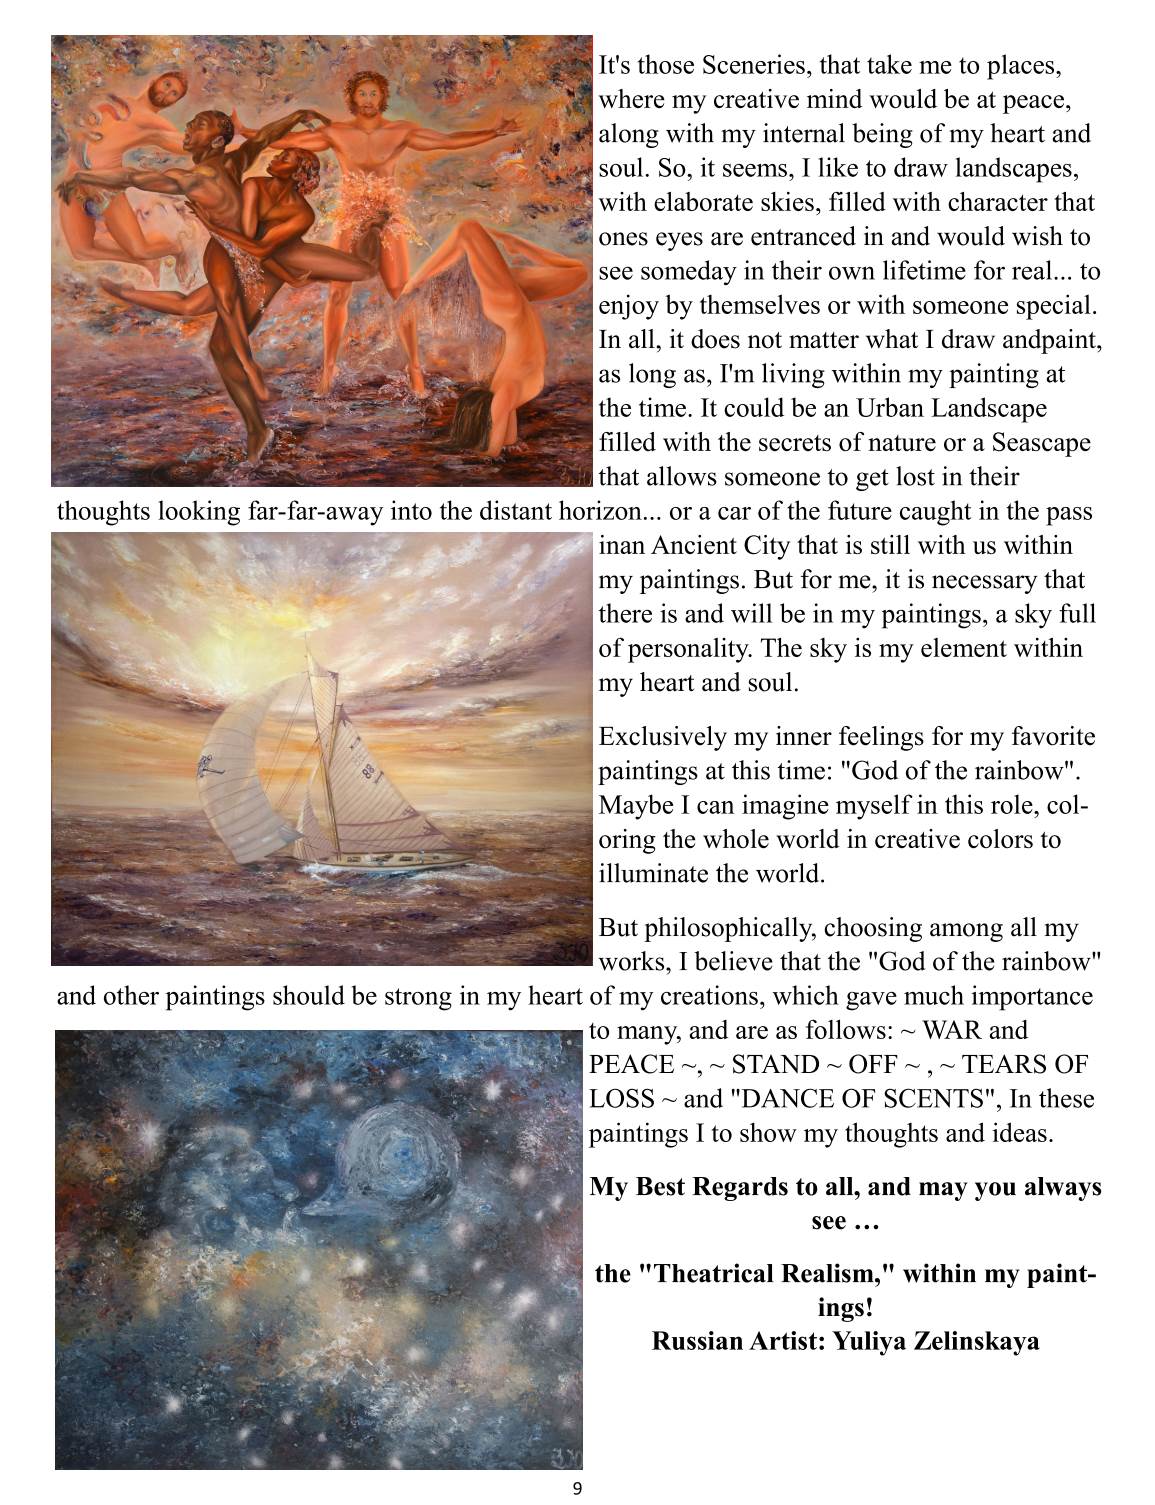 It's those Sceneries, that take me to places,
where my creative mind would be at peace,
along with my internal being of my heart and
soul. So, it seems, I like to draw landscapes,
with elaborate skies, filled with character that
ones eyes are entranced in and would wish to
see someday in their own lifetime for real... to
enjoy by themselves or with someone special.
In all, it does not matter what I draw andpaint,
as long as, I'm living within my painting at
the time. It could be an Urban Landscape
filled with the secrets of nature or a Seascape
that allows someone to get lost in their
thoughts looking far-far-away into the distant horizon... or a car of the future caught in the pass
inan Ancient City that is still with us within
my paintings. But for me, it is necessary that
there is and will be in my paintings, a sky full
of personality. The sky is my element within
my heart and soul.
88
Exclusively my inner feelings for my favorite
paintings at this time: "God of the rainbow".
Maybe I can imagine myself in this role, col-
oring the whole world in creative colors to
illuminate the world.
But philosophically, choosing among all my
works, I believe that the "God of the rainbow"
and other paintings should be strong in my heart of my creations, which gave much importance
to many, and are as follows: ~ WAR and
PEACE ~, ~ STAND ~ OFF ~ , ~ TEARS OF
LOSS ~ and "DANCE OF SCENTS", In these
paintings I to show my thoughts and ideas.
My Best Regards to all, and may you always
see …
the "Theatrical Realism," within my paint-
ings!
Russian Artist: Yuliya Zelinskaya
9